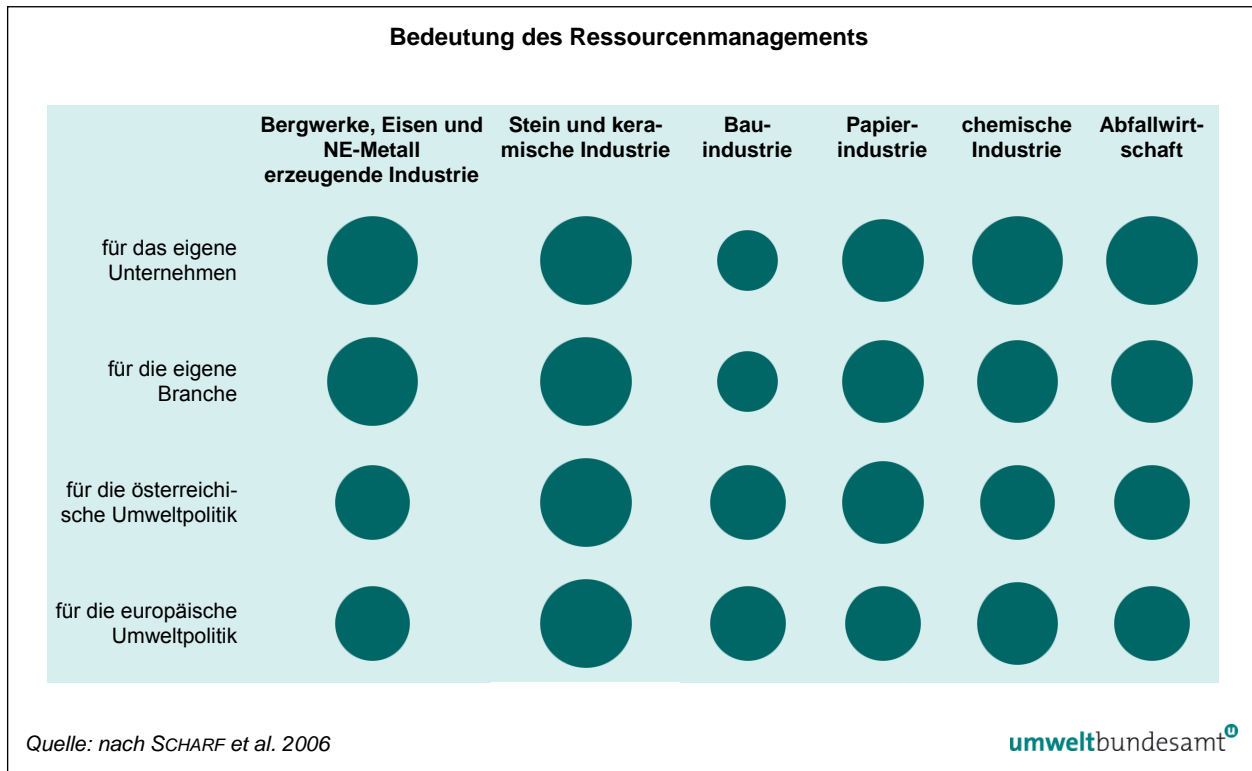 Bedeutung des Ressourcenmanagements
Bergwerke, Eisen und
NE-Metall
erzeugende Industrie
Stein und kera-
mische Industrie
Bau-
industrie
Papier-
industrie
chemische
Industrie
Abfallwirt-
schaft
für das eigene
Unternehmen
für die eigene
Branche
für die österreichi-
sche Umweltpolitik
für die europäische
Umweltpolitik
Quelle: nach SCHARF et al. 2006
umweltbundesamt u